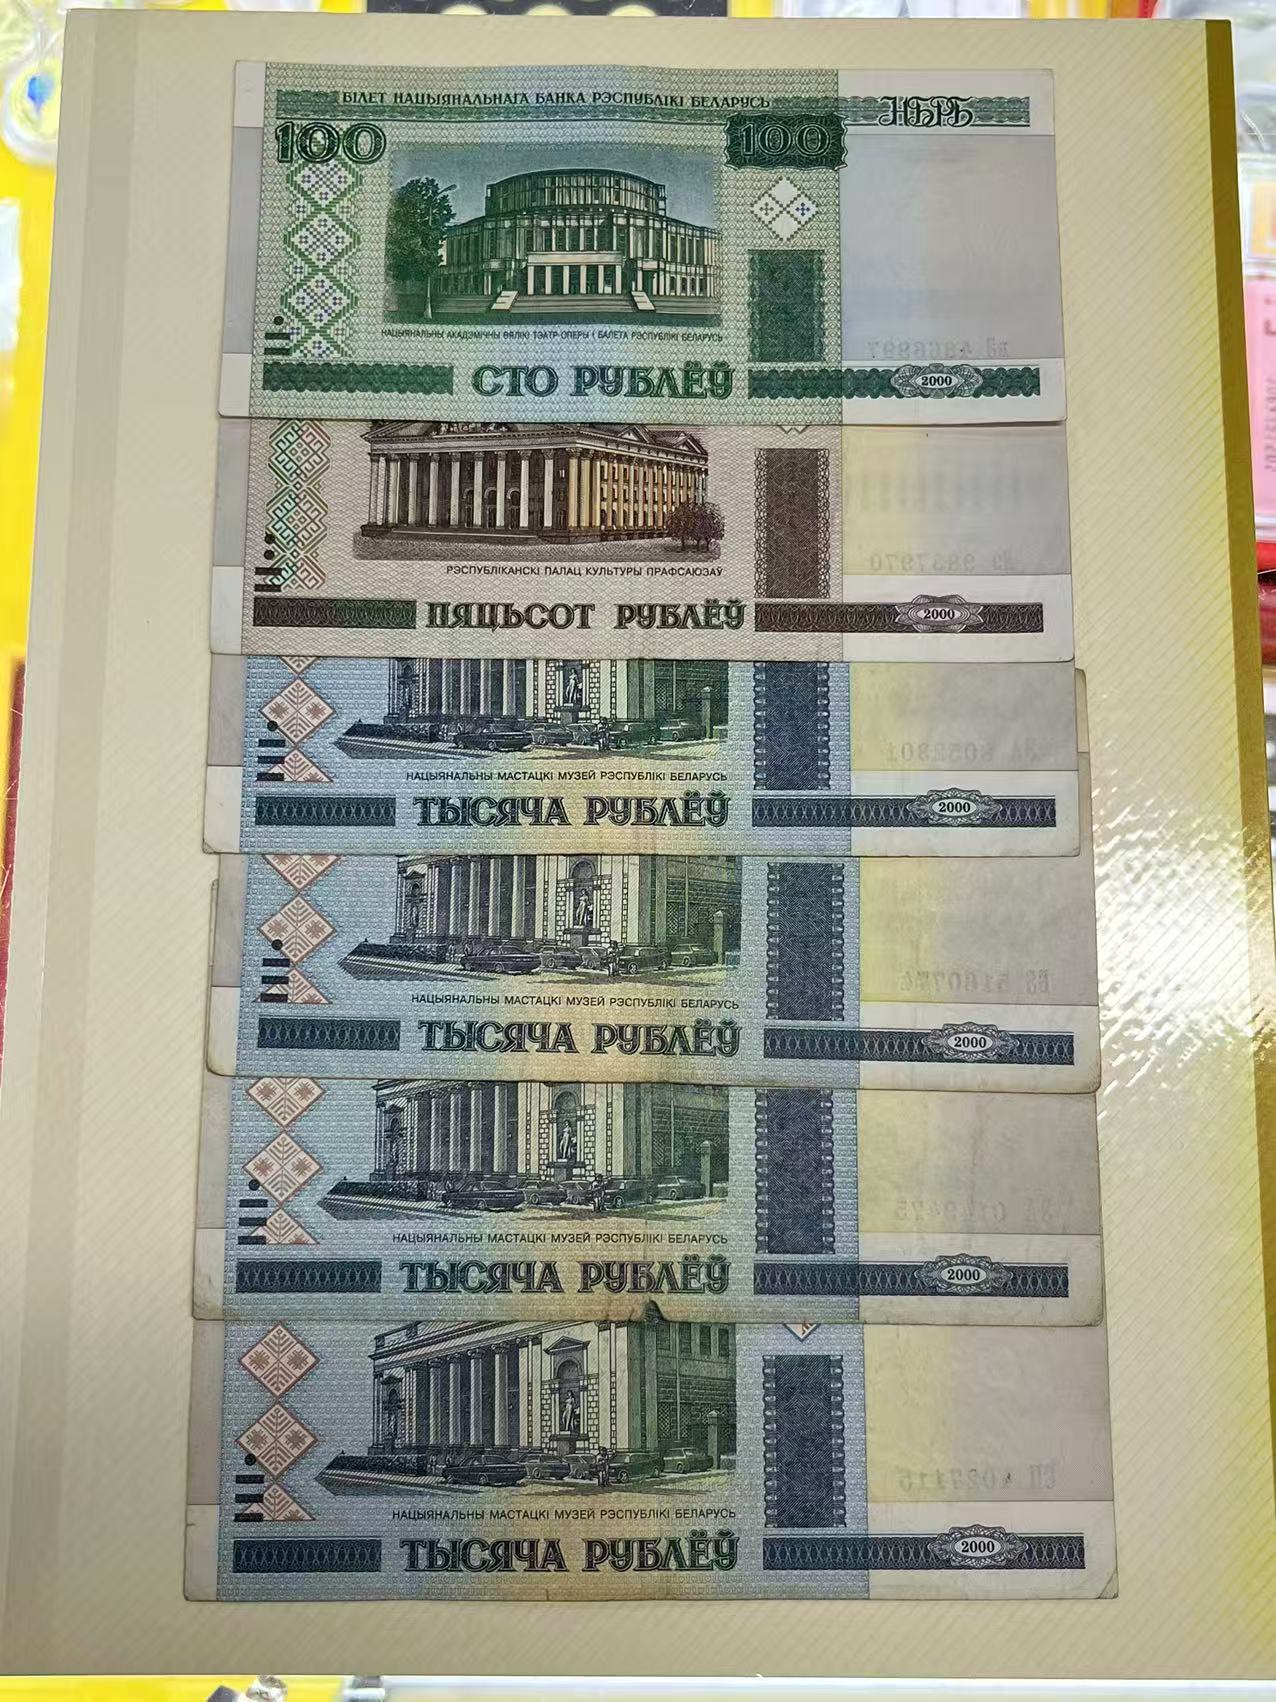 БІЛЕТ НАЦЫЯНАЛЬНАГА БАНКА РЭСПУБЛІКІ БЕЛАРУСЬ
НБРБ
100
100
НАЦЫЯНАЛЬНЫ АКАДЭМІЧНЫ ВЯЛІКІ ТЭАТР ОПЕРЫ І БАЛЕТА РЭСПУБЛІКІ БЕЛАРУСЬ
СТО РУБЛЁЎ
2000
РЭСПУБЛІКАНСКІ ПАЛАЦ КУЛЬТУРЫ ПРАФСАЮЗАЎ
ПЯЦЬСОТ РУБЛЁЎ
2000
НАЦЫЯНАЛЬНЫ МАСТАЦКІ МУЗЕЙ РЭСПУБЛІКІ БЕЛАРУСЬ
ТЫСЯЧА РУБЛЁЎ
2000
НАЦЫЯНАЛЬНЫ МАСТАЦКІ МУЗЕЙ РЭСПУБЛІКІ БЕЛАРУСЬ
ТЫСЯЧА РУБЛЁЎ
2000
НАЦЫЯНАЛЬНЫ МАСТАЦКІ МУЗЕЙ РЭСПУБЛІКІ БЕЛАРУСЬ
ТЫСЯЧА РУБЛЁЎ
2000
НАЦЫЯНАЛЬНЫ МАСТАЦКІ МУЗЕЙ РЭСПУБЛІКІ БЕЛАРУСЬ
ТЫСЯЧА РУБЛЁЎ
2000